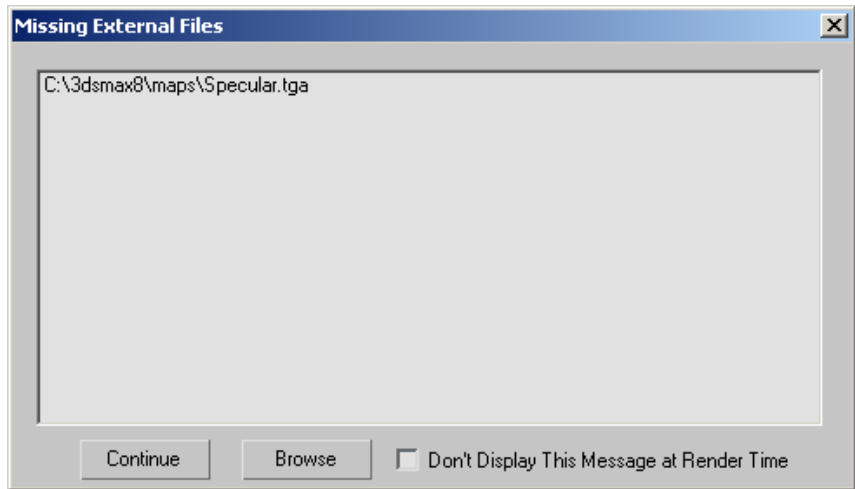 Missing External Files
C:\3dsmax8\maps\Specular.tga
Continue Browse Don't Display This Message at Render Time